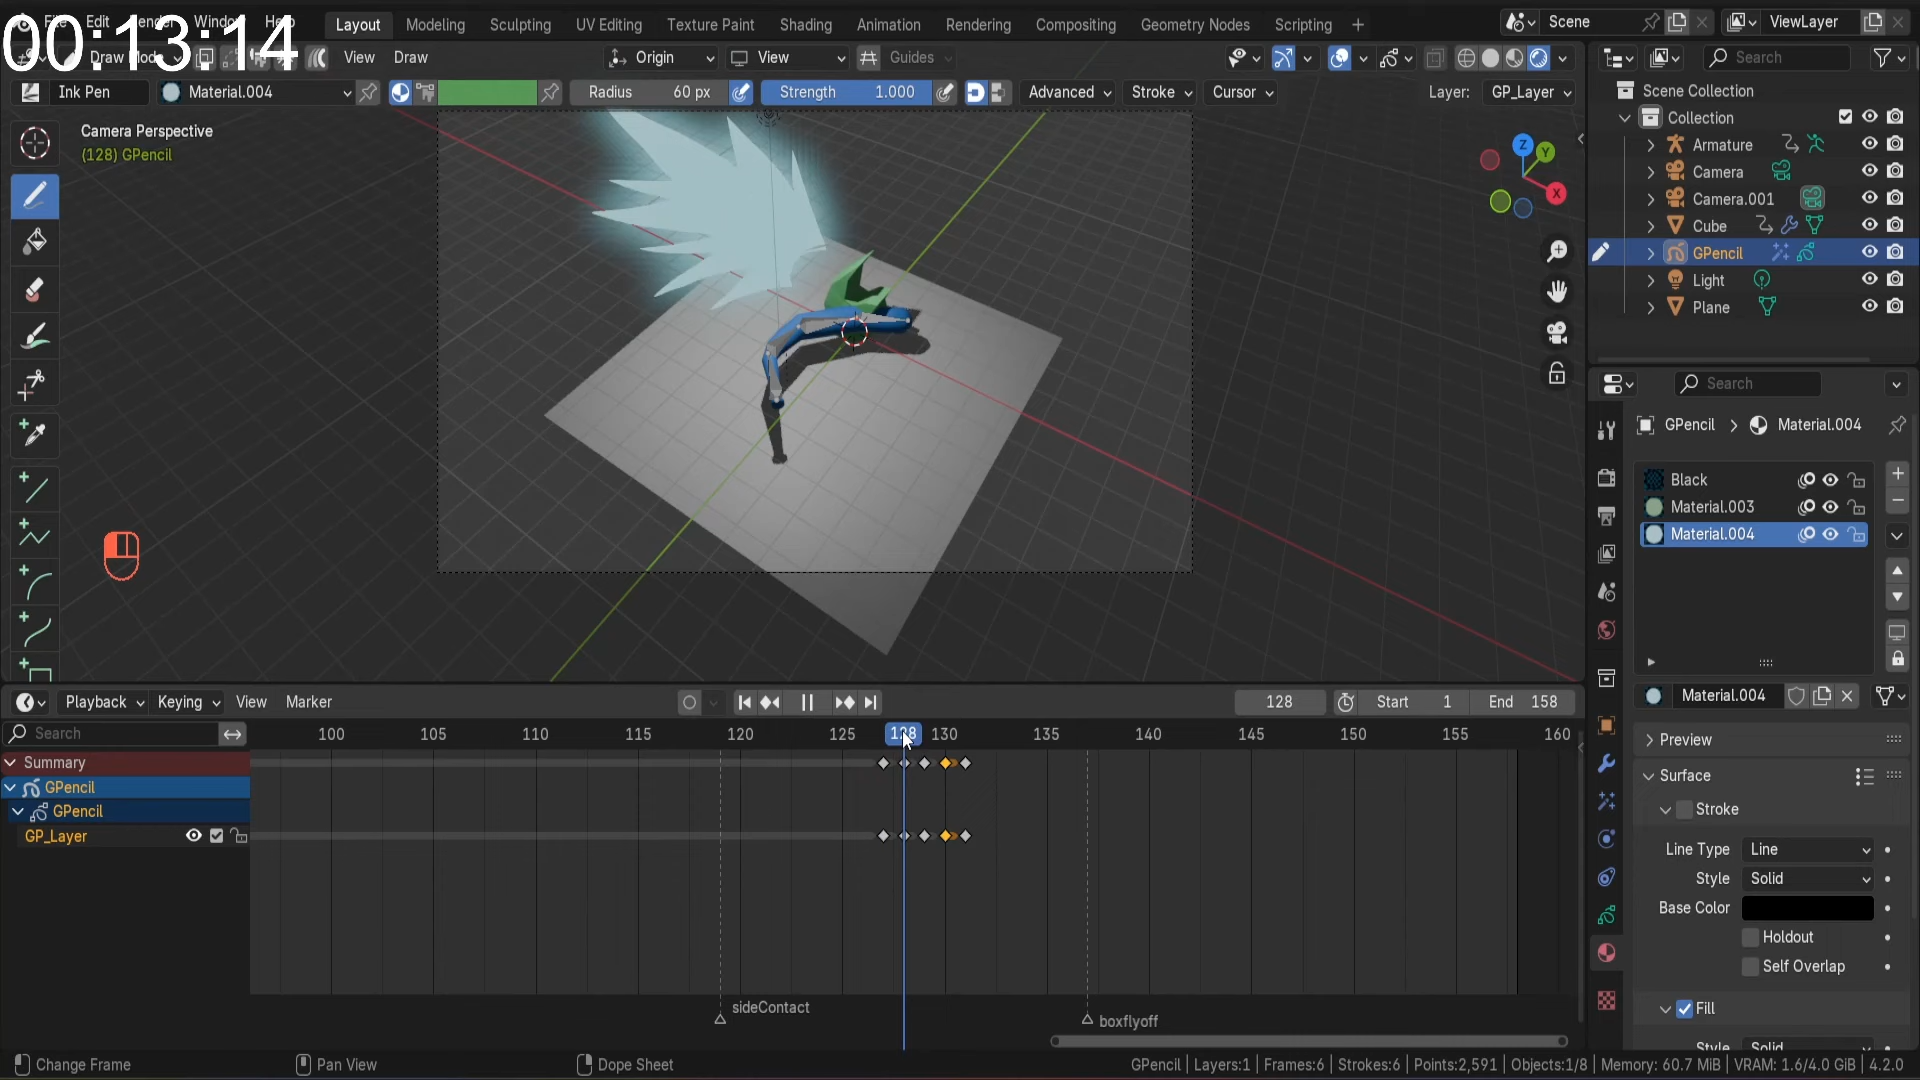 00:13:14
File Edit Render Window Help
Layout Modeling Sculpting UV Editing Texture Paint Shading Animation Rendering Compositing Geometry Nodes Scripting +
Scene ViewLayer
Draw Mode View Draw Origin View Guides
Search
Ink Pen Material.004 Radius 60 px Strength 1.000 Advanced Stroke Cursor Layer: GP_Layer
Camera Perspective
(128) GPencil
Z Y X
Scene Collection
Collection
Armature
Camera
Camera.001
Cube
GPencil
Light
Plane
Search
GPencil > Material.004
Black
Material.003
Material.004
Material.004
Preview
Surface
Stroke
Line Type Line
Style Solid
Base Color
Holdout
Self Overlap
Fill
Style Solid
Playback Keying View Marker 128 Start 1 End 158
Search 100 105 110 115 120 125 128 130 135 140 145 150 155 160
Summary
GPencil
GPencil
GP_Layer
sideContact
boxflyoff
Change Frame Pan View Dope Sheet GPencil | Layers:1 | Frames:6 | Strokes:6 | Points:2,591 | Objects:1/8 | Memory: 60.7 MiB | VRAM: 1.6/4.0 GiB | 4.2.0